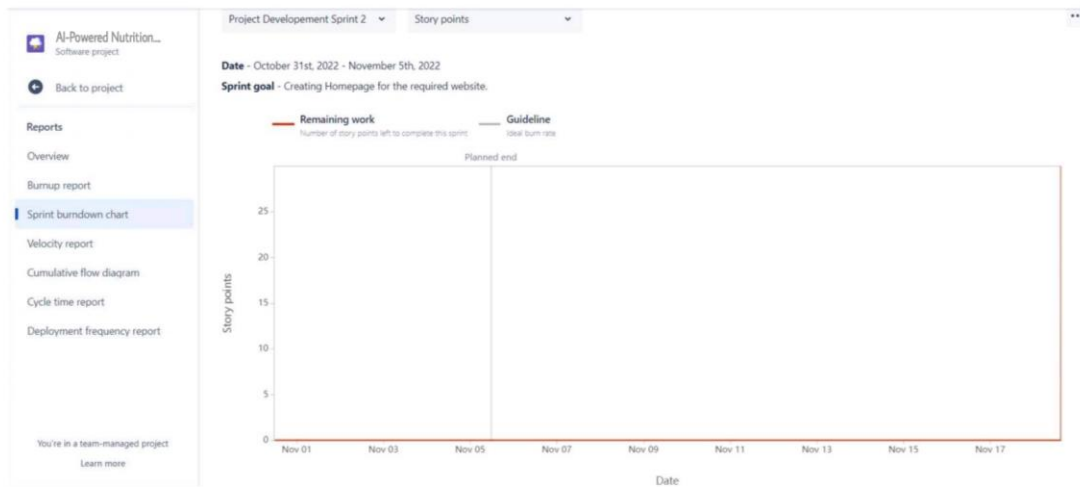 AI-Powered Nutrition...
Software project
Back to project
Reports
Overview
Burnup report
Sprint burndown chart
Velocity report
Cumulative flow diagram
Cycle time report
Deployment frequency report
You're in a team-managed project
Learn more
Project Developement Sprint 2
Story points
Date - October 31st, 2022 - November 5th, 2022
Sprint goal - Creating Homepage for the required website.
Remaining work
Number of story points left to complete this sprint
Guideline
Ideal burn rate
Planned end
Story points
25
20
15
10
5
0
Nov 01 Nov 03 Nov 05 Nov 07 Nov 09 Nov 11 Nov 13 Nov 15 Nov 17
Date